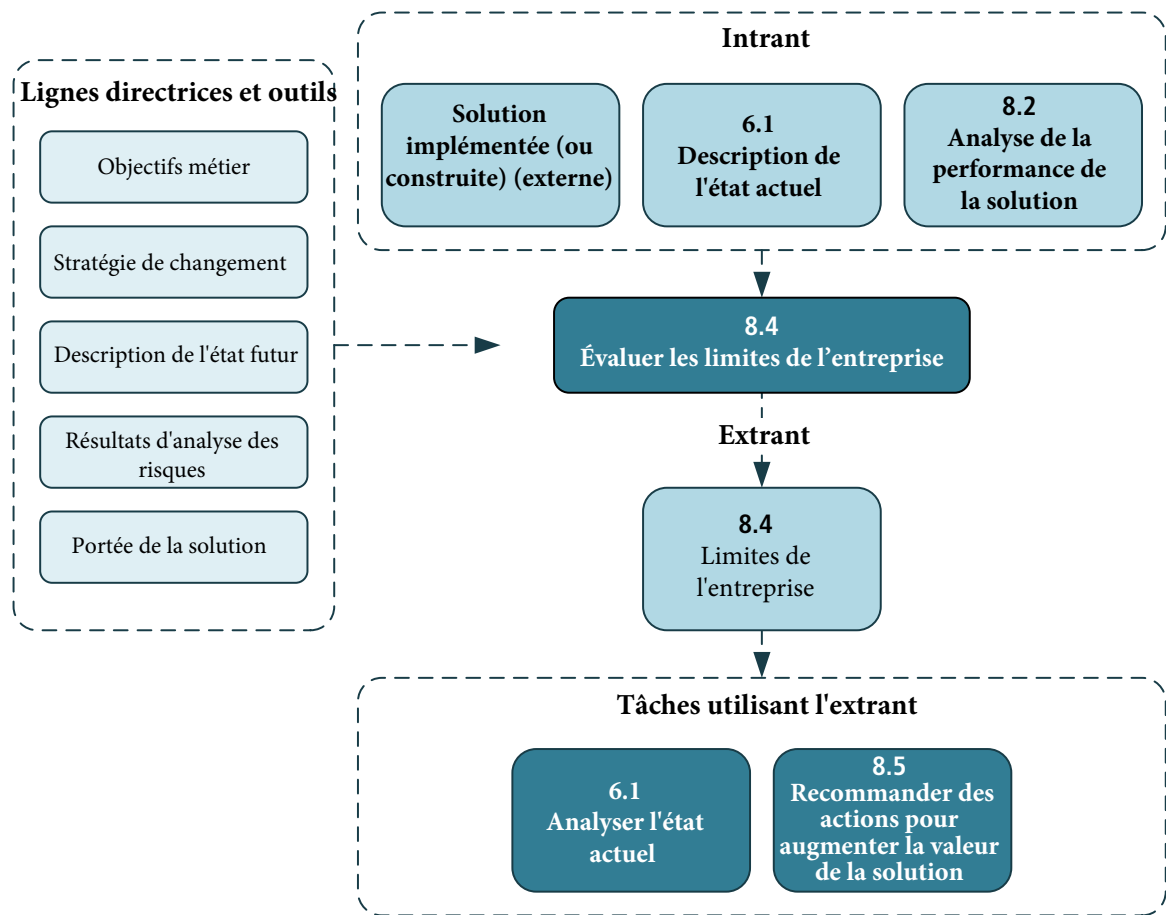 Intrant
Solution
implémentée (ou
construite) (externe)
6.1
Description de
l'état actuel
8.2
Analyse de la
performance de
la solution
Lignes directrices et outils
Objectifs métier
Stratégie de changement
Description de l'état futur
Résultats d'analyse des
risques
Portée de la solution
8.4
Évaluer les limites de l’entreprise
Extrant
8.4
Limites de
l'entreprise
Tâches utilisant l'extrant
6.1
Analyser l'état
actuel
8.5
Recommander des
actions pour
augmenter la valeur
de la solution